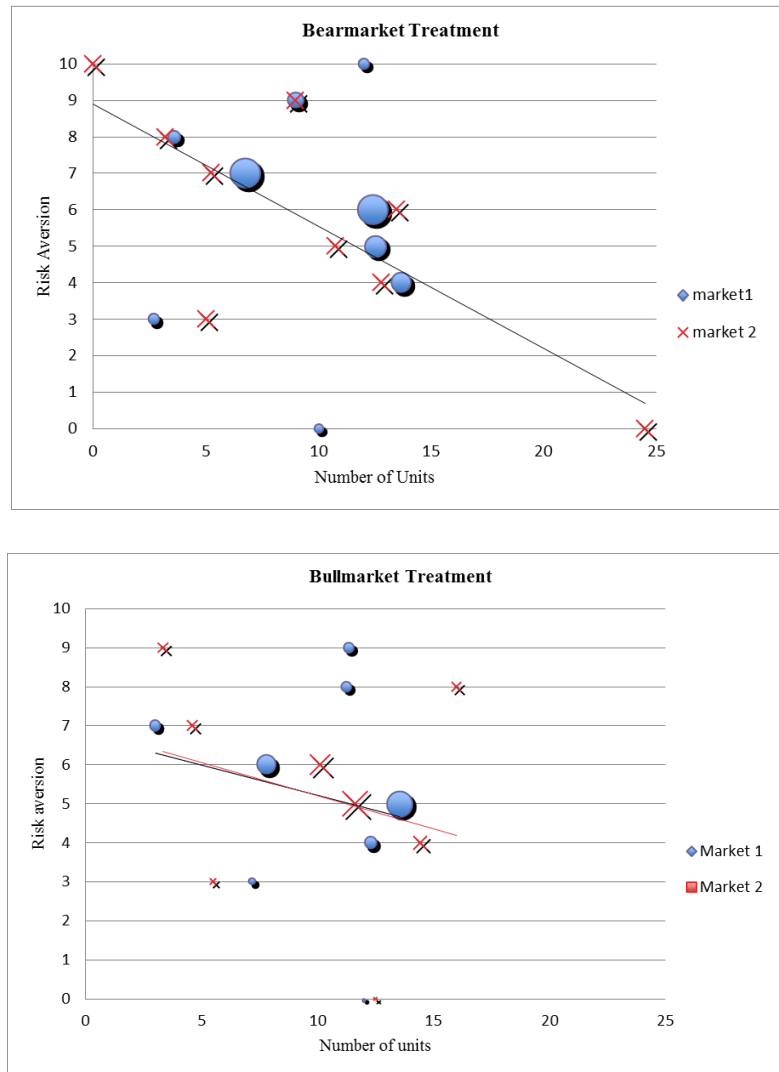 Bearmarket Treatment
10
9
8
7
6
5
4
3
2
1
0
Risk Aversion
0 5 10 15 20 25
Number of Units
market1
market 2
Bullmarket Treatment
10
9
8
7
6
5
4
3
2
1
0
Risk aversion
0 5 10 15 20 25
Number of units
Market 1
Market 2